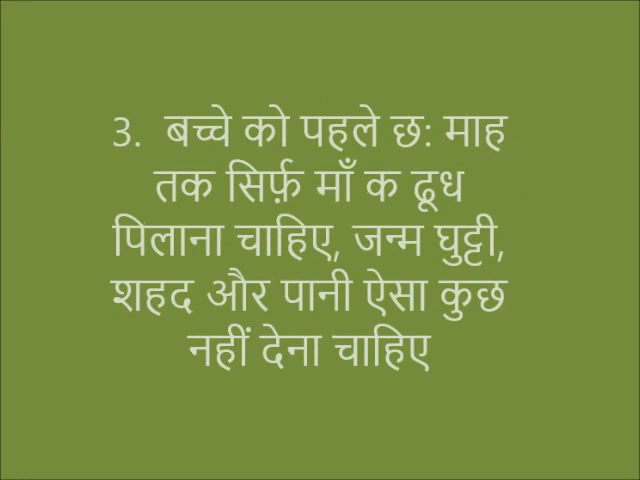 3. बच्चे को पहले छ: माह
तक सिर्फ़ माँ क ढूध
पिलाना चाहिए, जन्म घुट्टी,
शहद और पानी ऐसा कुछ
नहीं देना चाहिए